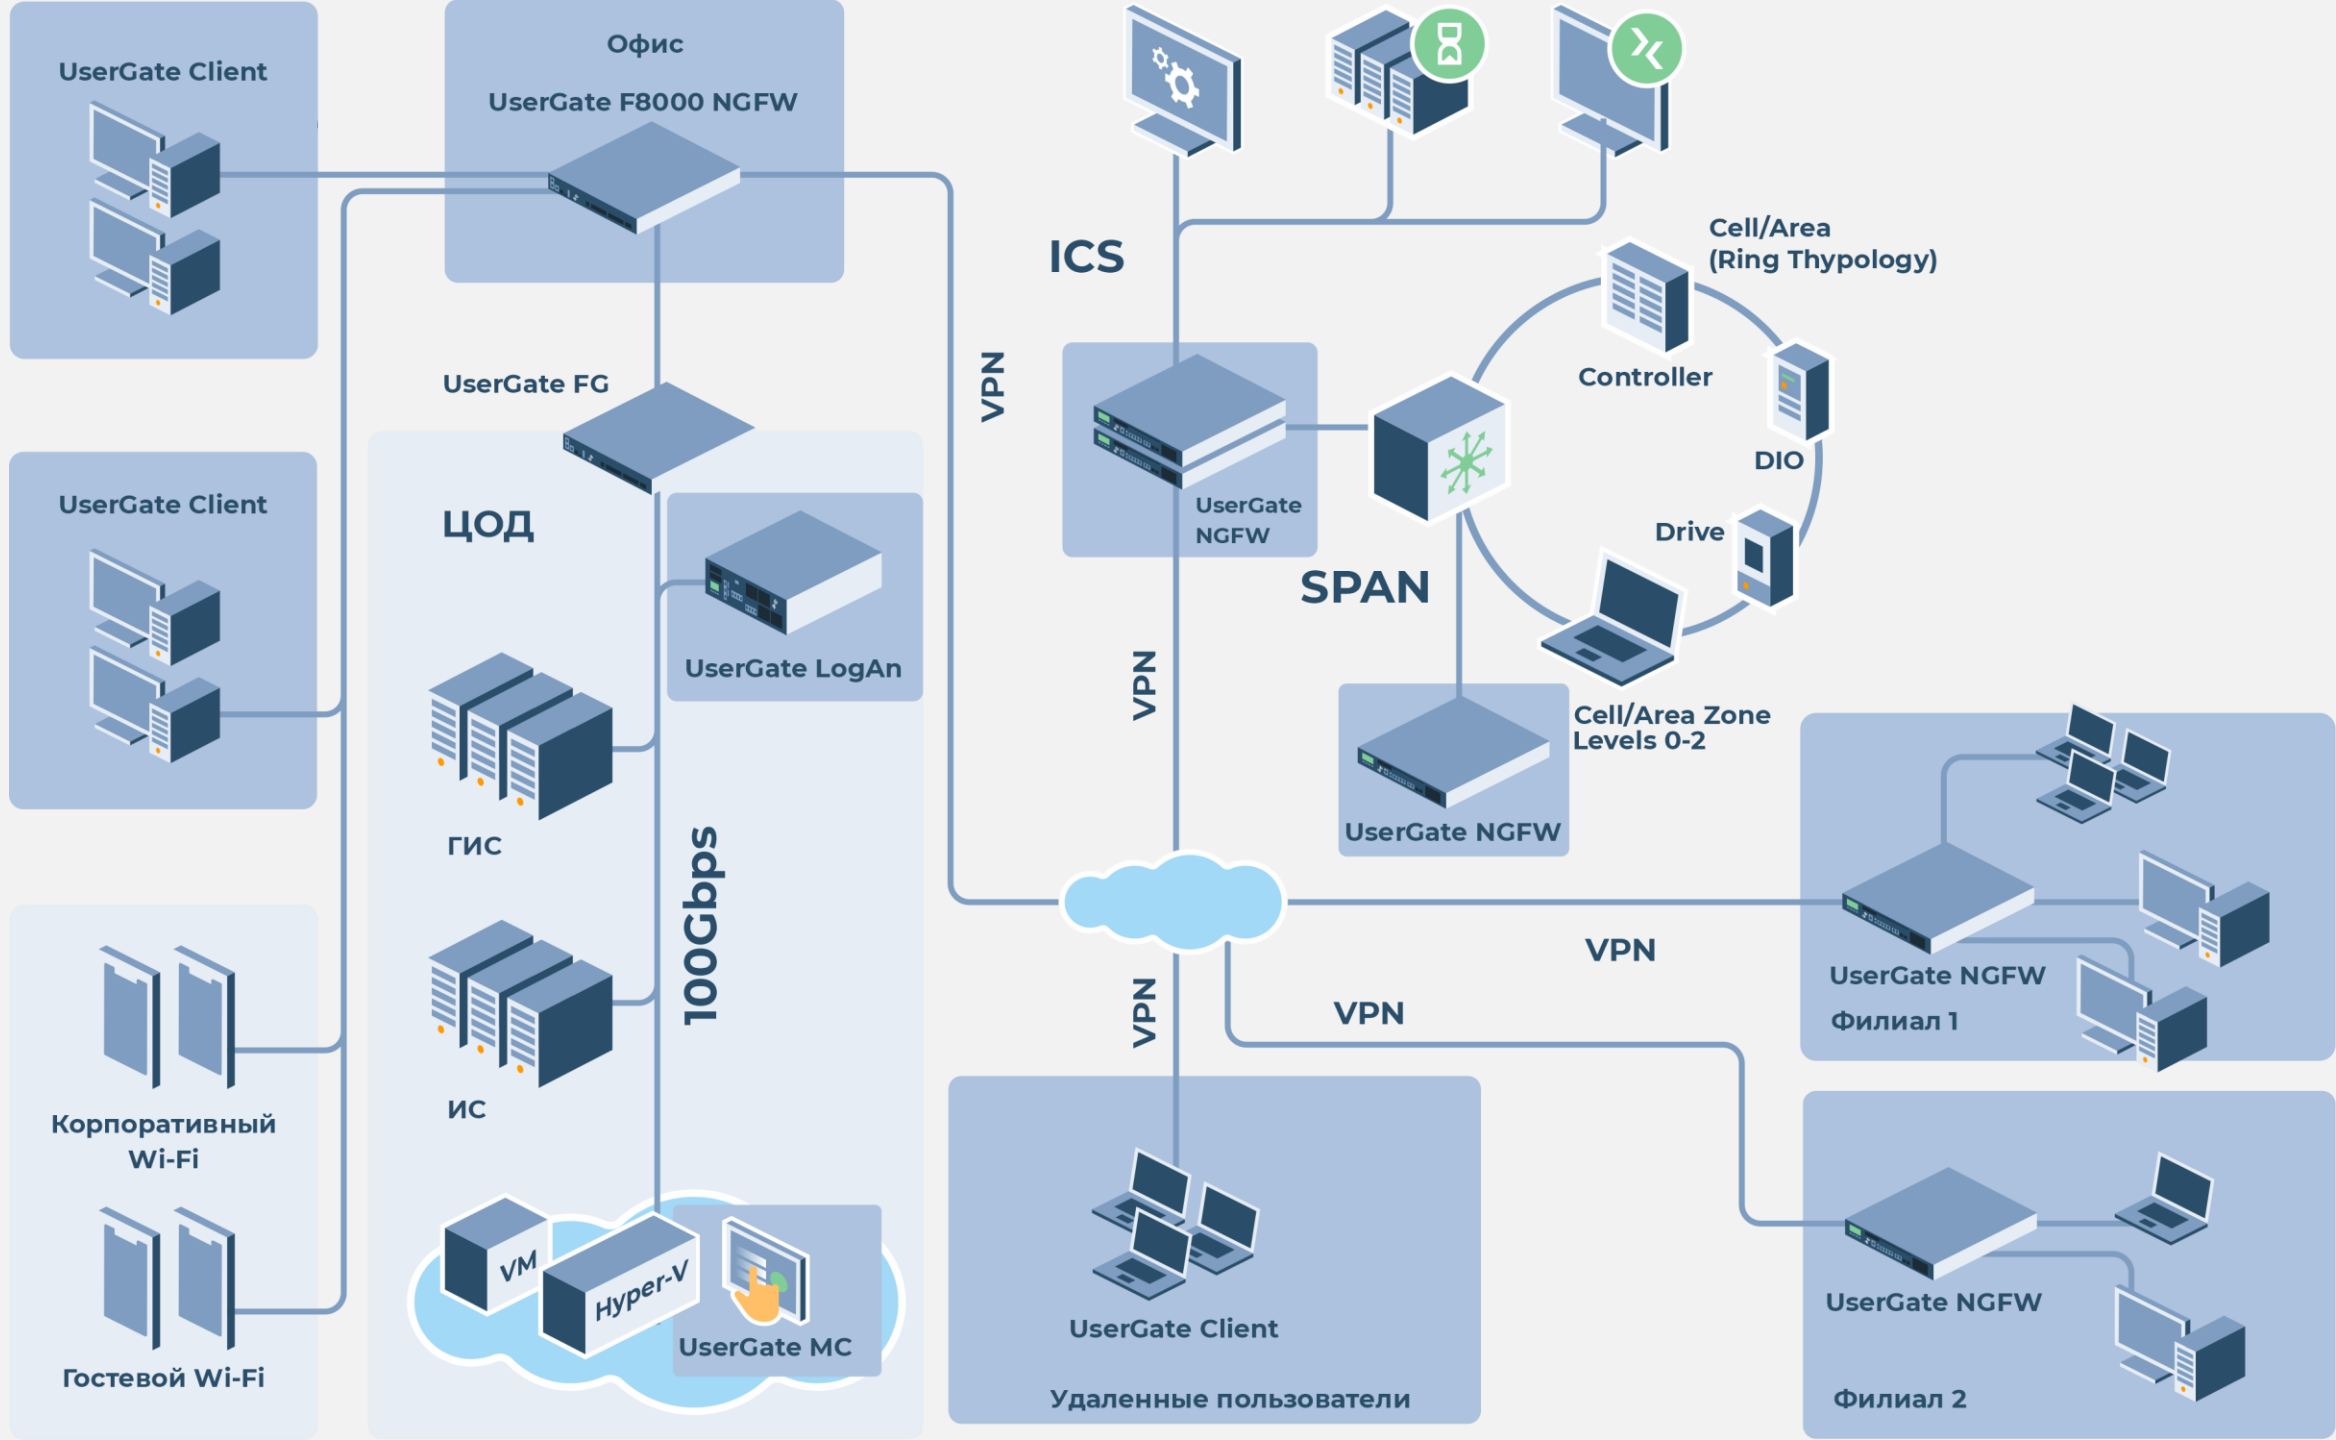 UserGate Client
Офис
UserGate F8000 NGFW
ICS
Cell/Area
(Ring Thypology)
Controller
DIO
Drive
VPN
UserGate FG
UserGate
NGFW
UserGate Client
ЦОД
SPAN
UserGate LogAn
VPN
Cell/Area Zone
Levels 0-2
UserGate NGFW
ГИС
100Gbps
VPN
UserGate NGFW
Филиал 1
VPN
VPN
ИС
Корпоративный
Wi-Fi
VM
Hyper-V
UserGate MC
UserGate Client
Удаленные пользователи
UserGate NGFW
Филиал 2
Гостевой Wi-Fi